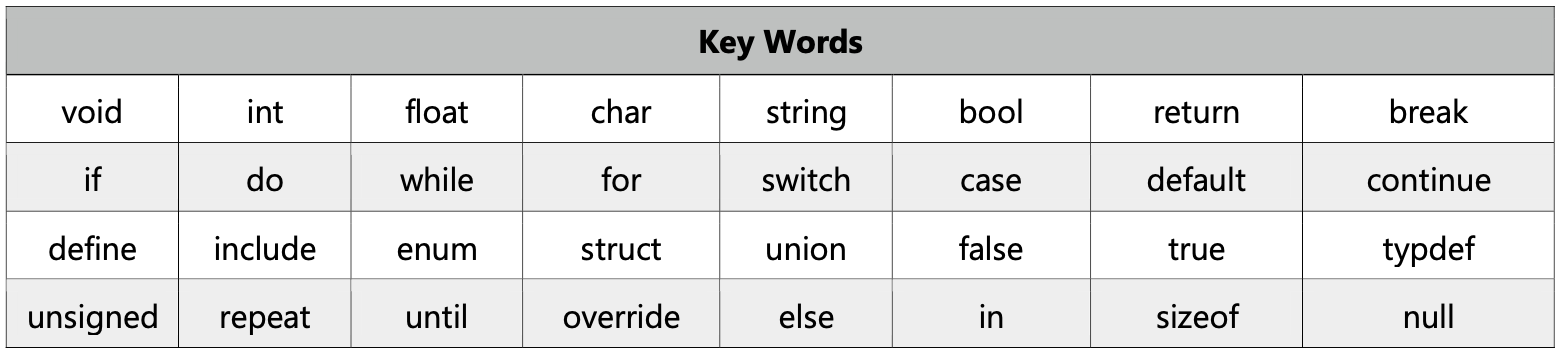 Key Words
void int float char string bool return break
if do while for switch case default continue
define include enum struct union false true typdef
unsigned repeat until override else in sizeof null